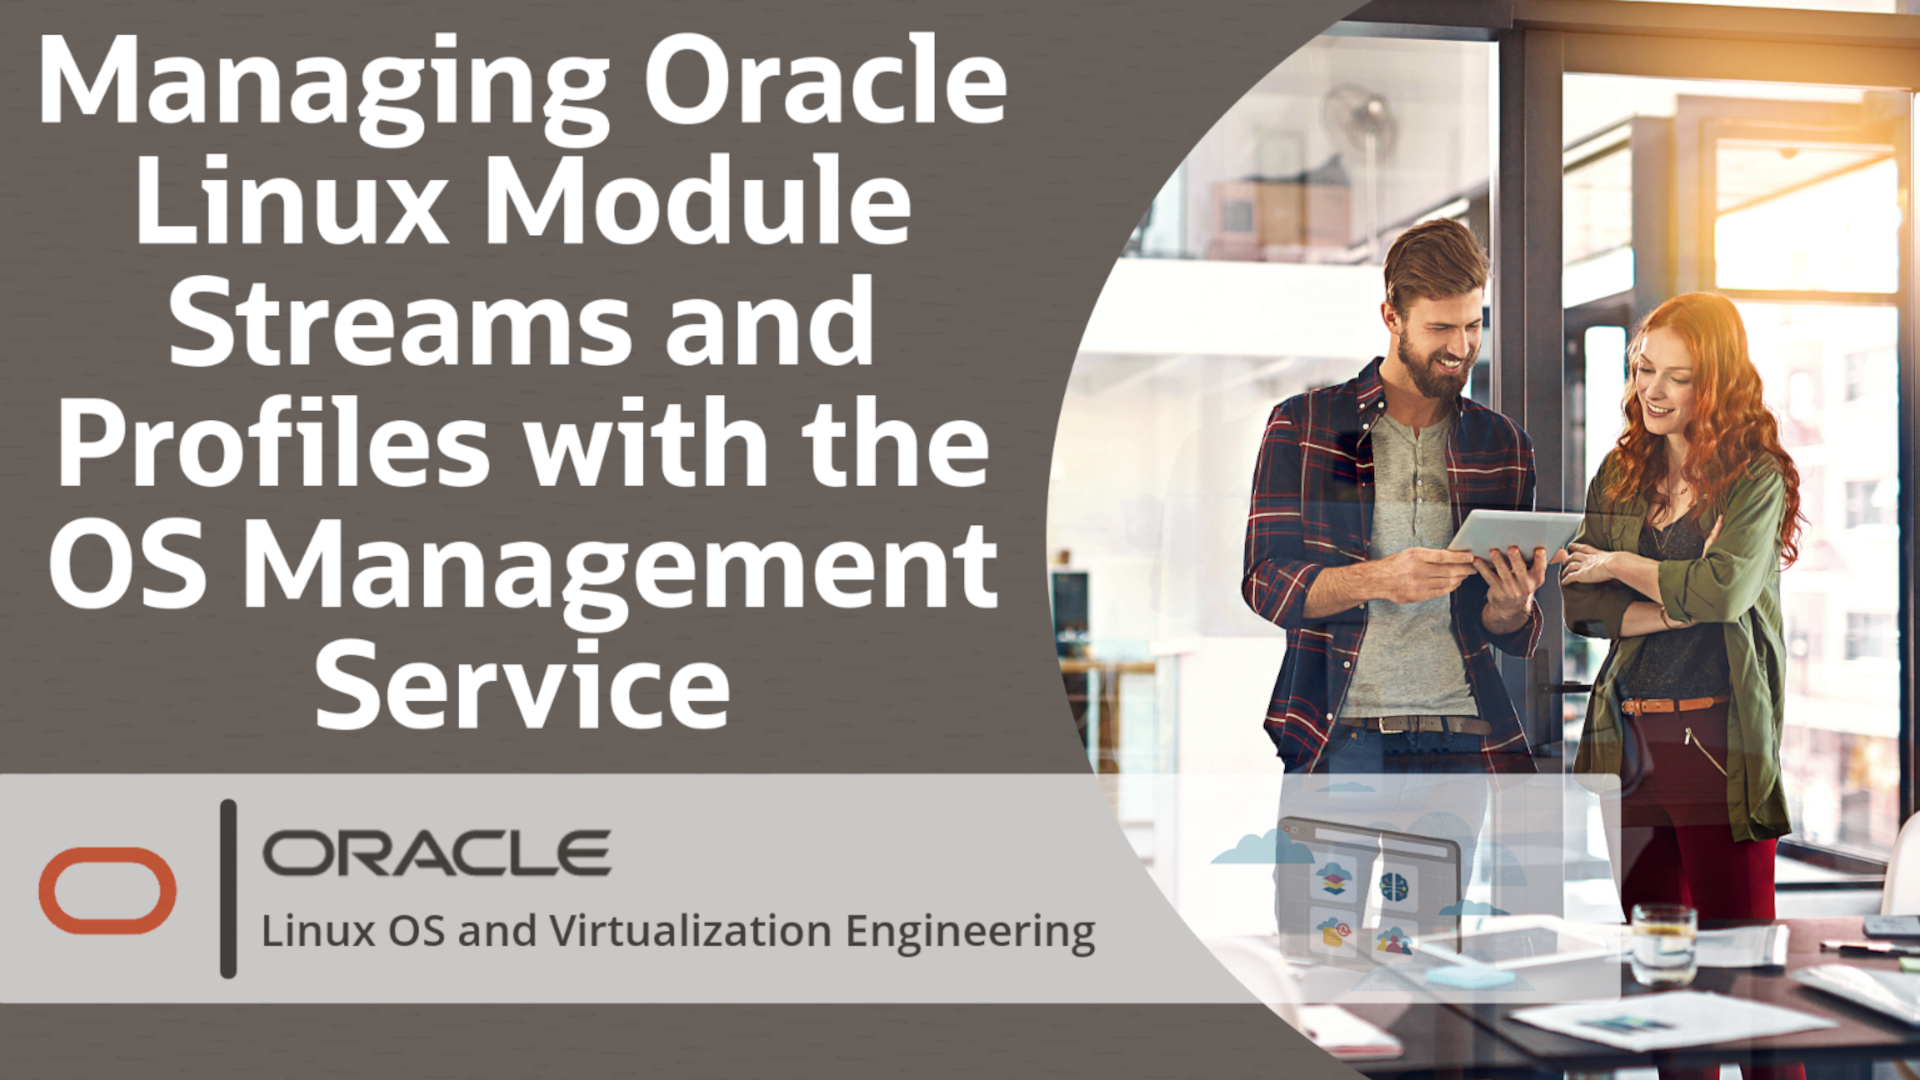 Managing Oracle
Linux Module
Streams and
Profiles with the
OS Management
Service
ORACLE
Linux OS and Virtualization Engineering